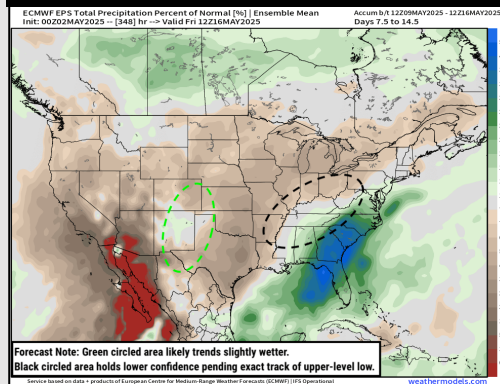 ECMWF EPS Total Precipitation Percent of Normal [%] | Ensemble Mean
Init: 00Z02MAY2025 -- [348] hr --> Valid Fri 12Z16MAY2025
Accum b/t 12Z09MAY2025 - 12Z16MAY2025
Days 7.5 to 14.5
Forecast Note: Green circled area likely trends slightly wetter.
Black circled area holds lower confidence pending exact track of upper-level low.
Service based on data + products of European Centre for Medium-Range Weather Forecasts (ECMWF) | IFS Operational
weathermodels.com